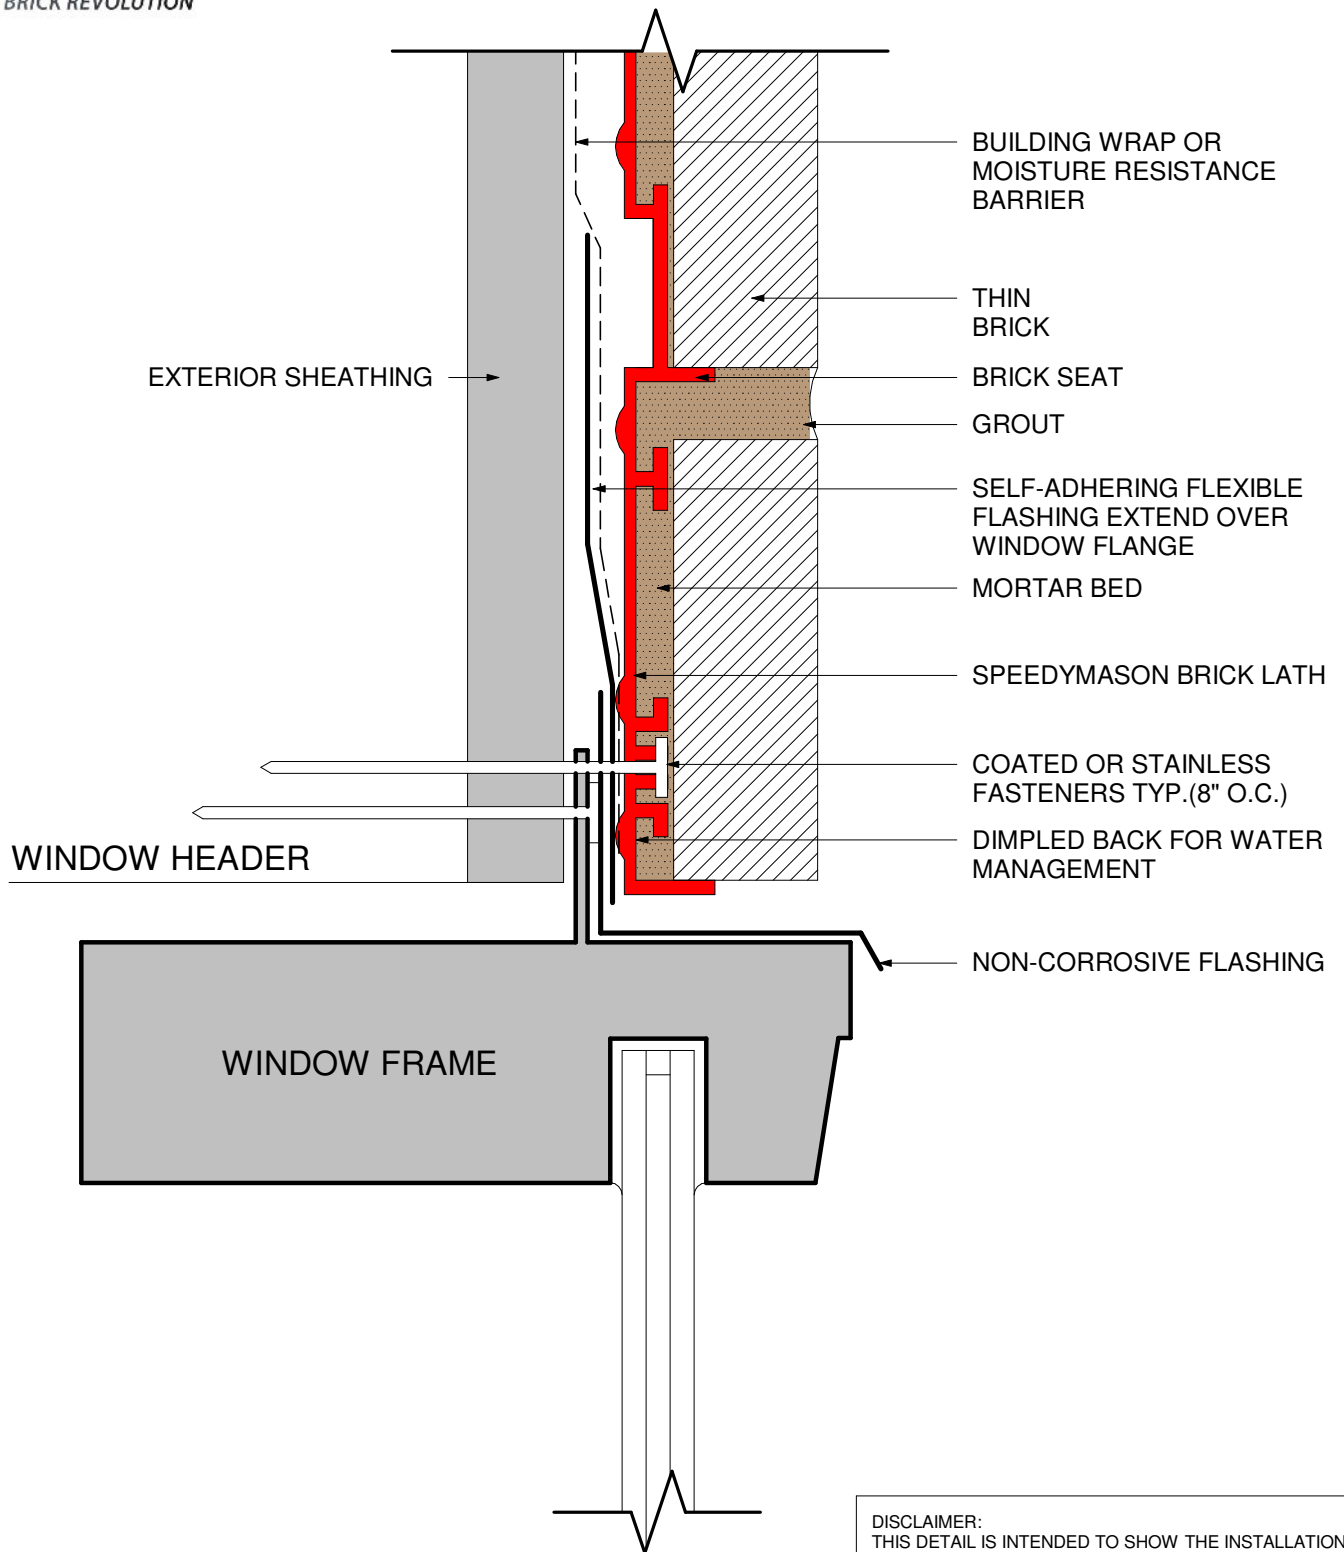 BRICK REVOLUTION
BUILDING WRAP OR
MOISTURE RESISTANCE
BARRIER
THIN
BRICK
EXTERIOR SHEATHING
BRICK SEAT
GROUT
SELF-ADHERING FLEXIBLE
FLASHING EXTEND OVER
WINDOW FLANGE
MORTAR BED
SPEEDYMASON BRICK LATH
COATED OR STAINLESS
FASTENERS TYP.(8" O.C.)
DIMPLED BACK FOR WATER
MANAGEMENT
WINDOW HEADER
NON-CORROSIVE FLASHING
WINDOW FRAME
DISCLAIMER:
THIS DETAIL IS INTENDED TO SHOW THE INSTALLATION